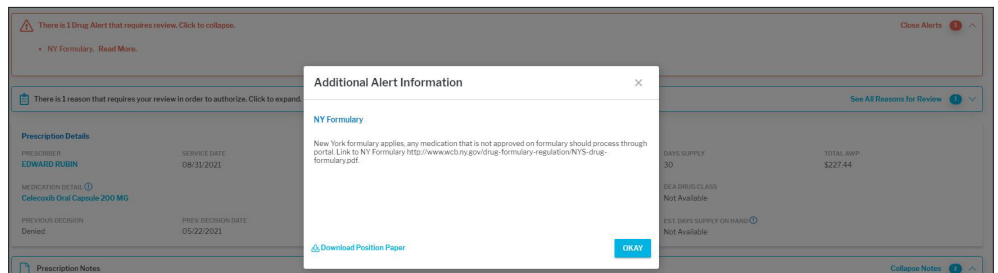 There is 1 Drug Alert that requires review. Click to collapse.
Close Alerts 1
• NY Formulary. Read More.
Additional Alert Information
There is 1 reason that requires your review in order to authorize. Click to expand.
See All Reasons for Review 1
NY Formulary
New York formulary applies, any medication that is not approved on formulary should process through
portal. Link to NY Formulary http://www.wcb.ny.gov/drug-formulary-regulation/NYS-drug-
formulary.pdf.
Prescription Details
PRESCRIBER SERVICE DATE DAYS SUPPLY TOTAL AWP
EDWARD RUBIN 08/31/2021 30 $227.44
MEDICATION DETAIL DEA DRUG CLASS
Celecoxib Oral Capsule 200 MG Not Available
PREVIOUS DECISION PREV. DECISION DATE EST. DAYS SUPPLY ON HAND
Denied 05/22/2021 Not Available
Download Position Paper OKAY
Prescription Notes Collapse Notes 2